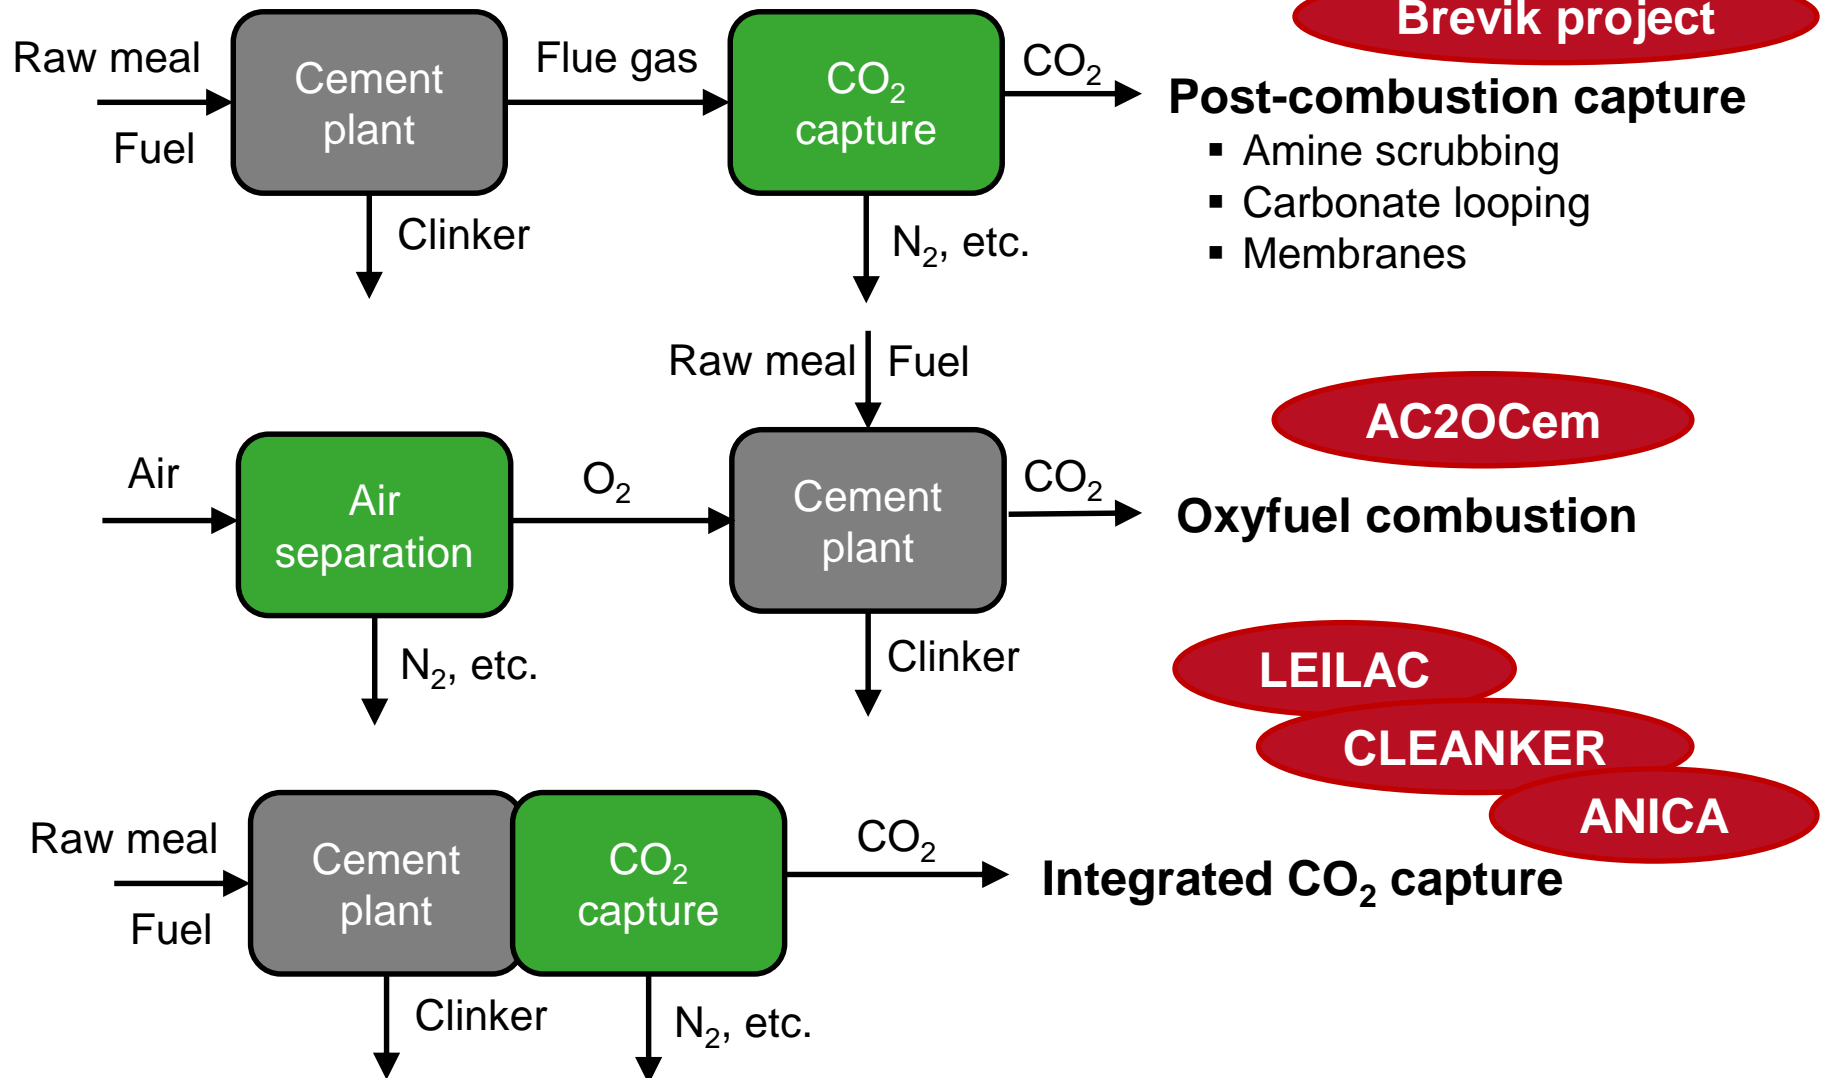 Brevik project
Raw meal
Fuel
Cement
plant
Flue gas
CO₂
capture
CO₂
Post-combustion capture
▪ Amine scrubbing
▪ Carbonate looping
▪ Membranes
Clinker
N₂, etc.
Raw meal
Fuel
AC2OCem
Air
Air
separation
O₂
Cement
plant
CO₂
Oxyfuel combustion
N₂, etc.
Clinker
LEILAC
CLEANKER
ANICA
Raw meal
Fuel
Cement
plant
CO₂
capture
CO₂
Integrated CO₂ capture
Clinker
N₂, etc.